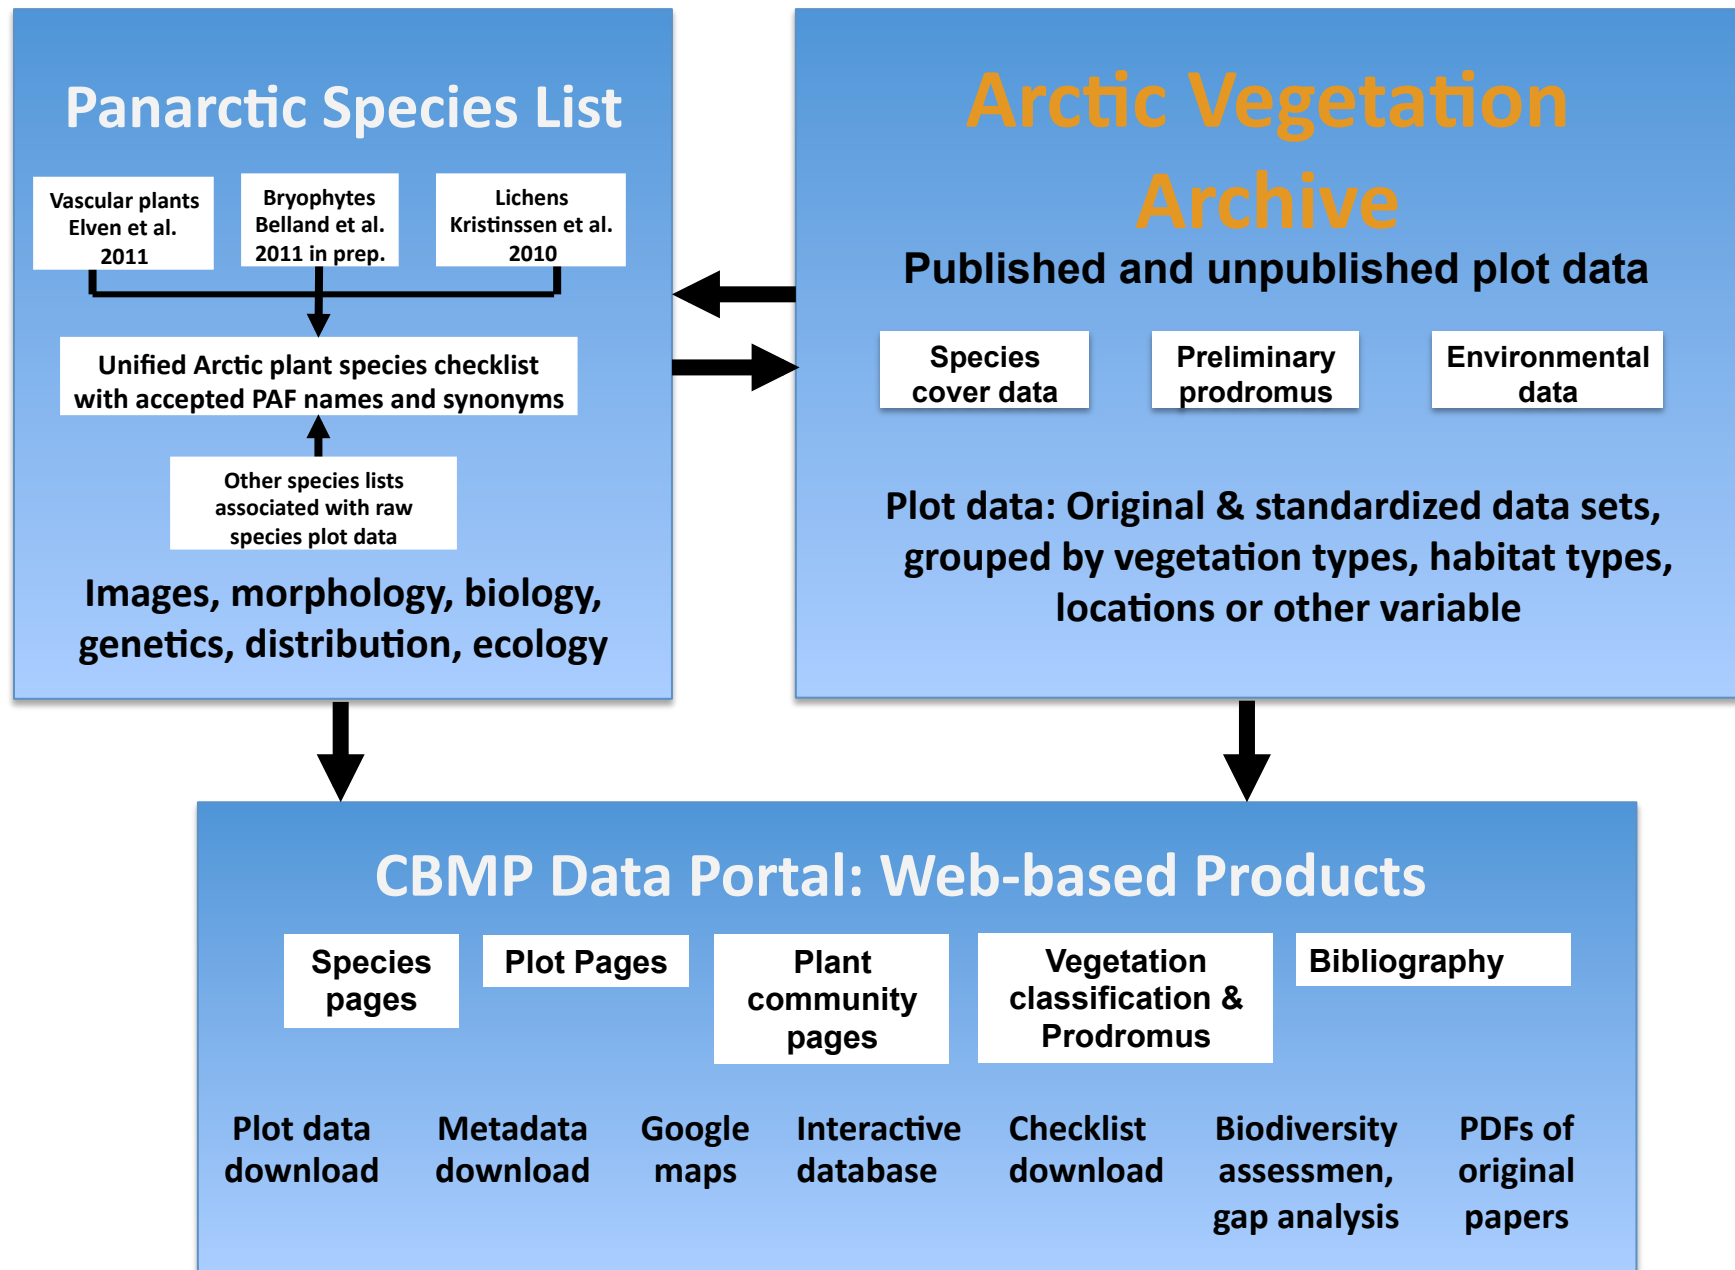 Panarctic Species List
Vascular plants
Elven et al.
2011
Bryophytes
Belland et al.
2011 in prep.
Lichens
Kristinssen et al.
2010
Unified Arctic plant species checklist
with accepted PAF names and synonyms
Other species lists
associated with raw
species plot data
Images, morphology, biology,
genetics, distribution, ecology
Arctic Vegetation
Archive
Published and unpublished plot data
Species
cover data
Preliminary
prodromus
Environmental
data
Plot data: Original & standardized data sets,
grouped by vegetation types, habitat types,
locations or other variable
CBMP Data Portal: Web-based Products
Species
pages
Plot Pages
Plant
community
pages
Vegetation
classification &
Prodromus
Bibliography
Plot data
download
Metadata
download
Google
maps
Interactive
database
Checklist
download
Biodiversity
assessmen,
gap analysis
PDFs of
original
papers